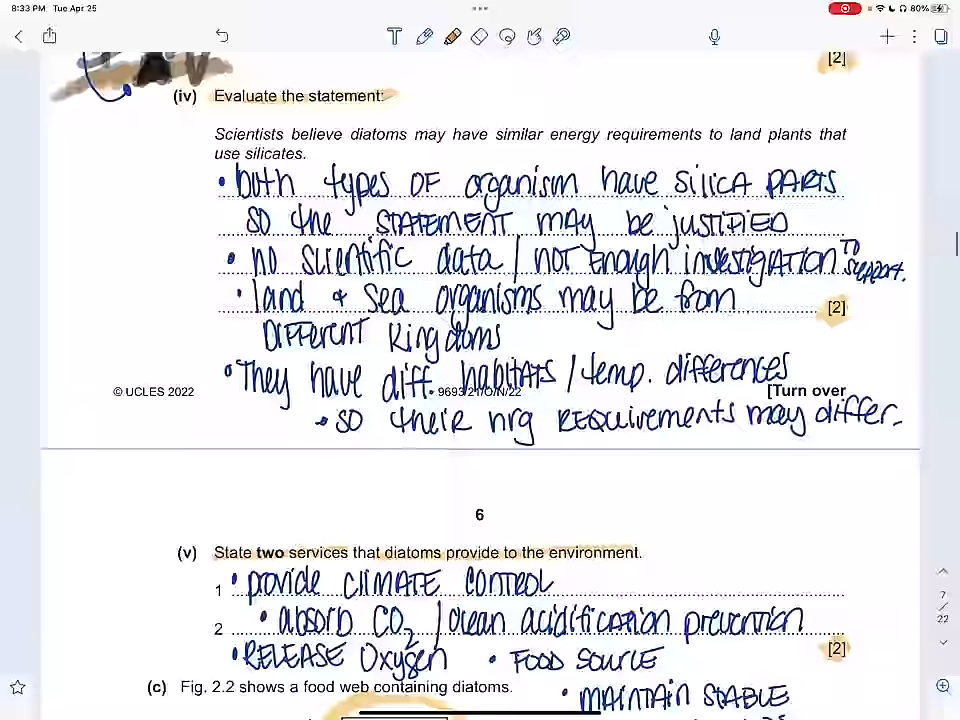 8:33 PM Tue Apr 25
80%
[2]
(iv) Evaluate the statement:
Scientists believe diatoms may have similar energy requirements to land plants that
use silicates.
• both types OF organism have SilicA PARTS
so the STATEMENT may be justified
• no scientific data / NOT Enough investigation TO support.
• land & sea organisms may be from
[2]
DIFFERENT Kingdoms
• They have diff. habitats / temp. differences
© UCLES 2022
9693/21/O/N/22
[Turn over
• so their nrg REQUirements may differ.
6
(v) State two services that diatoms provide to the environment.
1 • provide CLIMATE CONTROL
2 • absorb CO2 / ocean acidification prevention
• RELEASE Oxygen • FOOD SOURCE
[2]
(c) Fig. 2.2 shows a food web containing diatoms.
• MAINTAIN STABLE
7
/
22